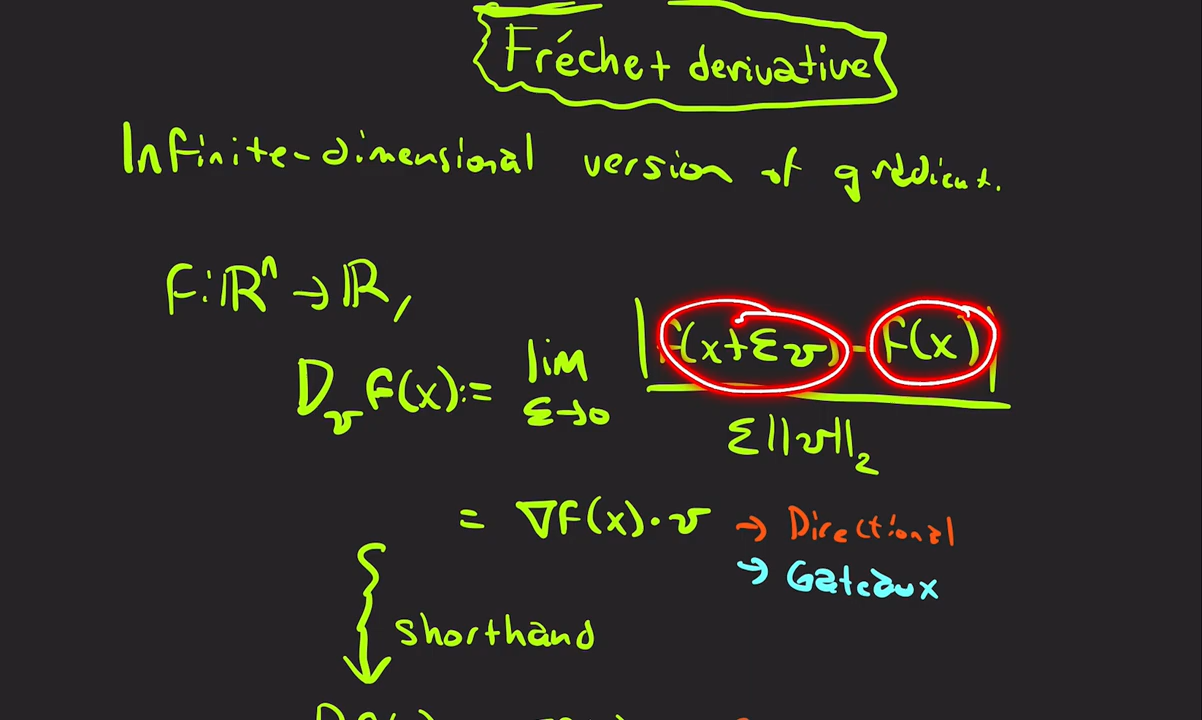 Fréchet derivative
Infinite-dimensional version of gradient.
F:ℝⁿ→ℝ,
D_v F(x) := lim_{ε→0} |F(x+εv) - F(x)| / ε||v||₂
= ∇F(x)·v → Directional
→ Gateaux
shorthand